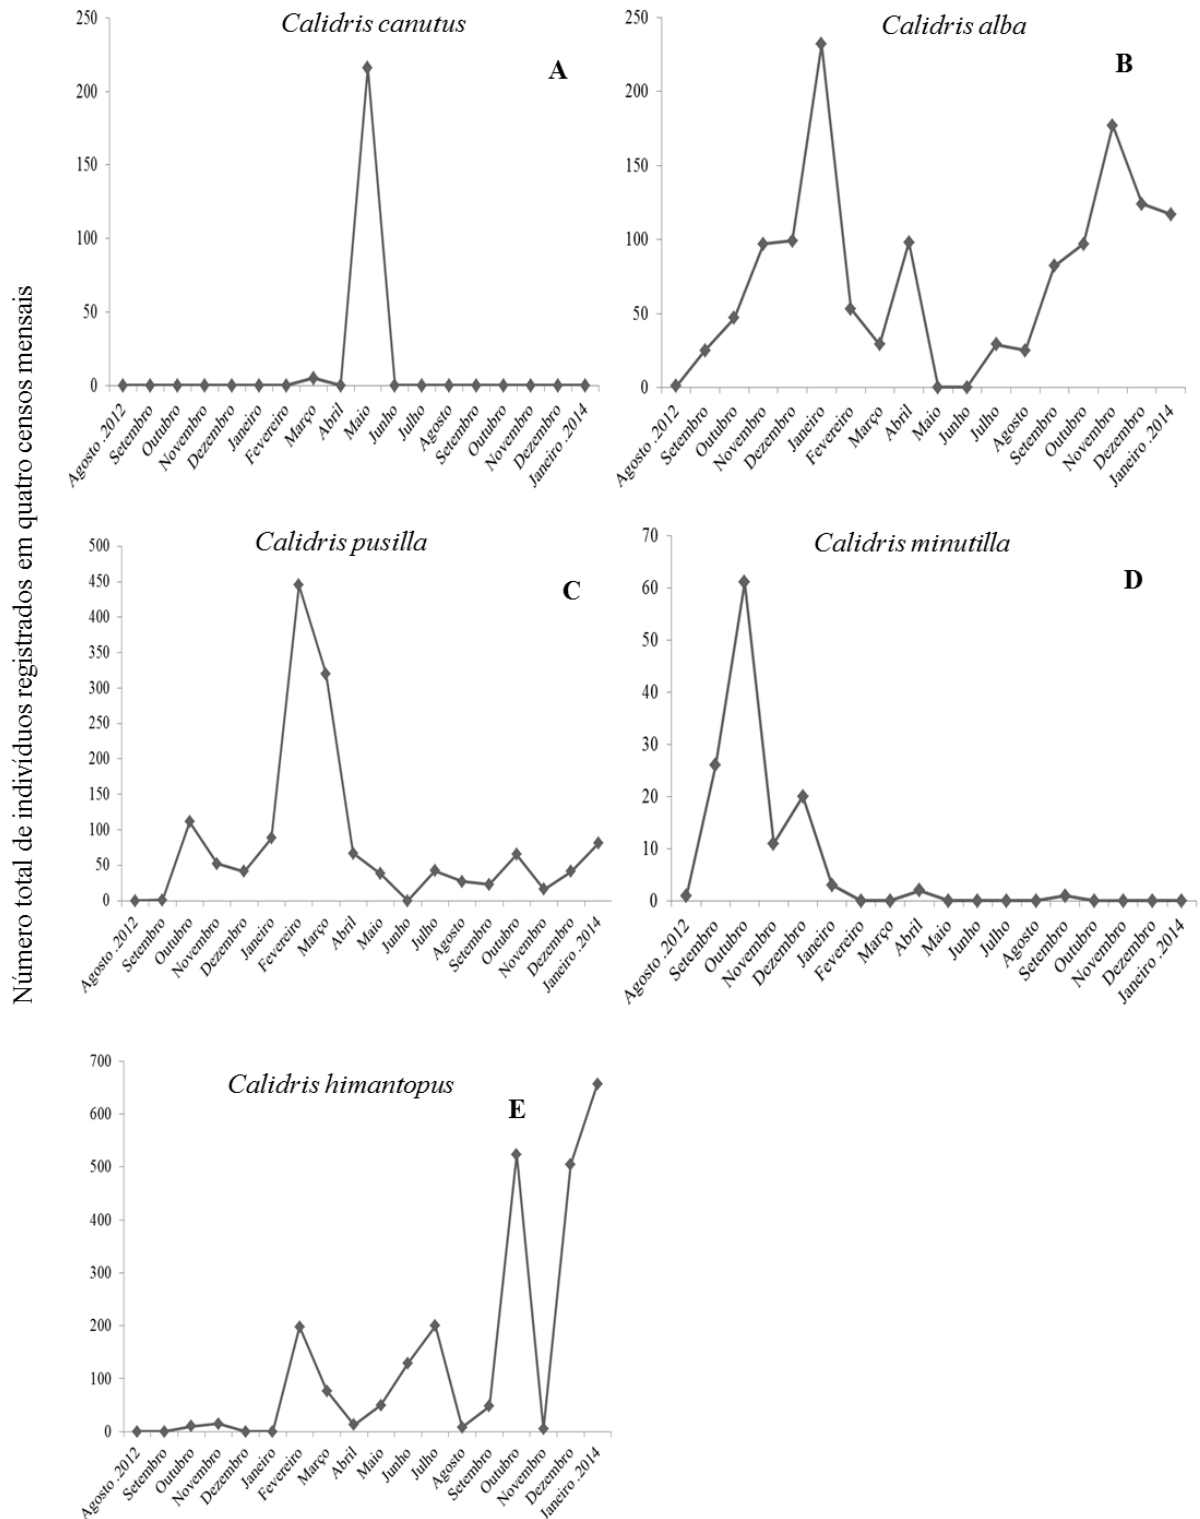 Número total de indivíduos registrados em quatro censos mensais
Calidris canutus
A
250
200
150
100
50
0
Agosto .2012
Setembro
Outubro
Novembro
Dezembro
Janeiro
Fevereiro
Março
Abril
Maio
Junho
Julho
Agosto
Setembro
Outubro
Novembro
Dezembro
Janeiro .2014
Calidris alba
B
250
200
150
100
50
0
Agosto .2012
Setembro
Outubro
Novembro
Dezembro
Janeiro
Fevereiro
Março
Abril
Maio
Junho
Julho
Agosto
Setembro
Outubro
Novembro
Dezembro
Janeiro .2014
Calidris pusilla
C
500
450
400
350
300
250
200
150
100
50
0
Agosto .2012
Setembro
Outubro
Novembro
Dezembro
Janeiro
Fevereiro
Março
Abril
Maio
Junho
Julho
Agosto
Setembro
Outubro
Novembro
Dezembro
Janeiro .2014
Calidris minutilla
D
70
60
50
40
30
20
10
0
Agosto .2012
Setembro
Outubro
Novembro
Dezembro
Janeiro
Fevereiro
Março
Abril
Maio
Junho
Julho
Agosto
Setembro
Outubro
Novembro
Dezembro
Janeiro .2014
Calidris himantopus
E
700
600
500
400
300
200
100
0
Agosto .2012
Setembro
Outubro
Novembro
Dezembro
Janeiro
Fevereiro
Março
Abril
Maio
Junho
Julho
Agosto
Setembro
Outubro
Novembro
Dezembro
Janeiro .2014